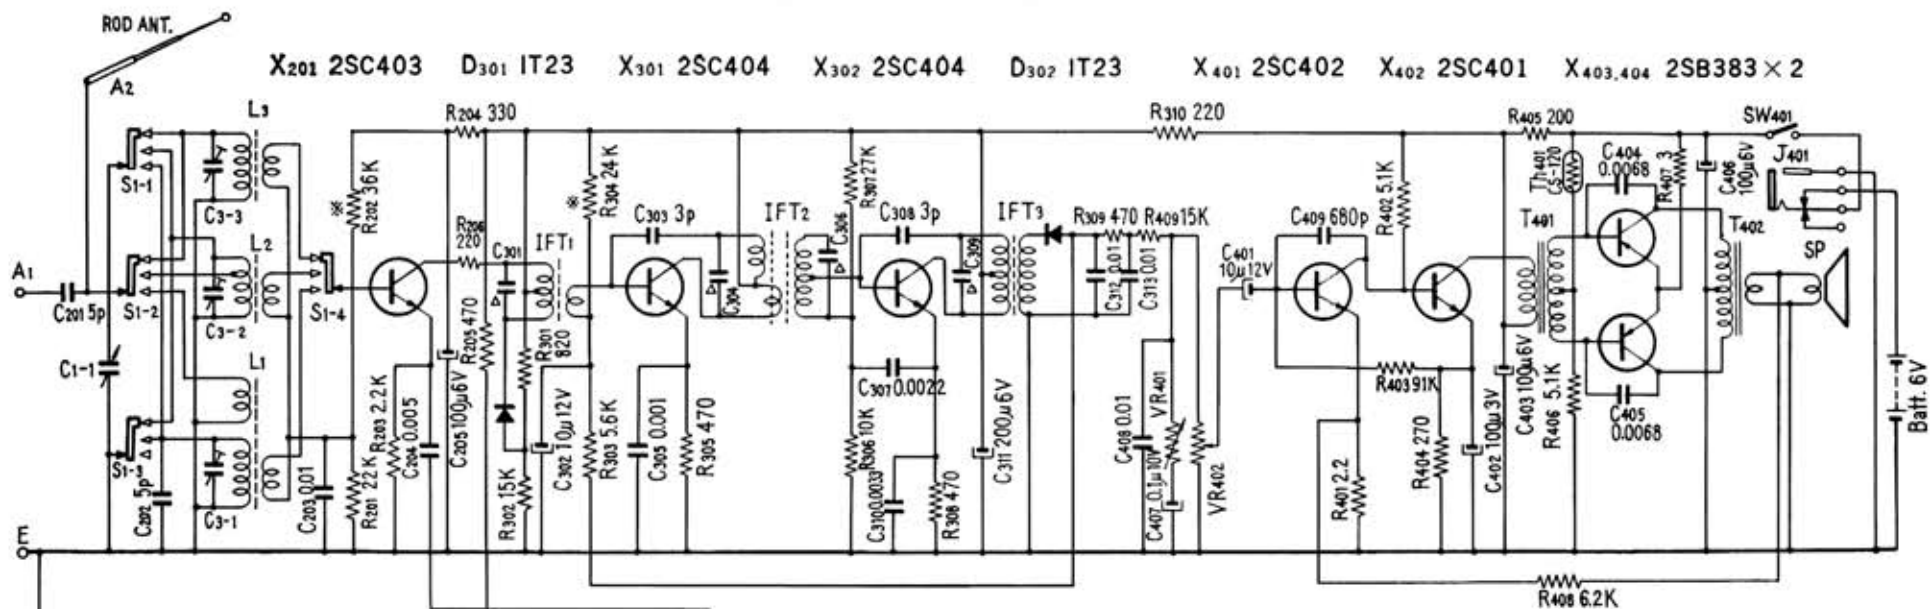 ROD ANT.
A2
X201 2SC403 D301 1T23 X301 2SC404 X302 2SC404 D302 1T23 X401 2SC402 X402 2SC401 X403,404 2SB383×2
L3
S1-1
C3-3
R204 330
※ R202 36K
R206 220
C301
IFT1
※ R304 24K
C303 3p
C304
IFT2
C306
R307 27K
C308 3p
C309
IFT3
R309 470
R409 15K
R310 220
C312 0.01
C313 0.01
C401 10μ12V
C409 680p
R402 5.1K
R405 200
Th401 CS-120
C404 0.0068
R407 3
C406 100μ6V
SW401
J401
T401
T402
SP
A1
C201 5p
S1-2
L2
C3-2
S1-4
C1-1
L1
S1-3
C202 5p
C3-1
C203 0.01
R201 22K
R203 2.2K
C204 0.005
C205 100μ6V
R205 470
R301 820
R302 15K
C302 10μ12V
R303 5.6K
C305 0.001
R305 470
C307 0.0022
R306 10K
C310 0.0033
R308 470
C311 200μ6V
C408 0.01
VR401
C407 0.1μ10V
VR402
R401 2.2
R403 91K
R404 270
C402 100μ3V
C403 100μ6V
R406 5.1K
C405 0.0068
Batt. 6V
E
R408 6.2K